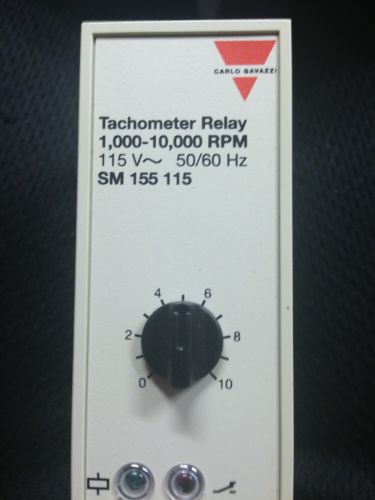 CARLO GAVAZZI
Tachometer Relay
1,000-10,000 RPM
115 V~ 50/60 Hz
SM 155 115
4 6
2 8
0 10